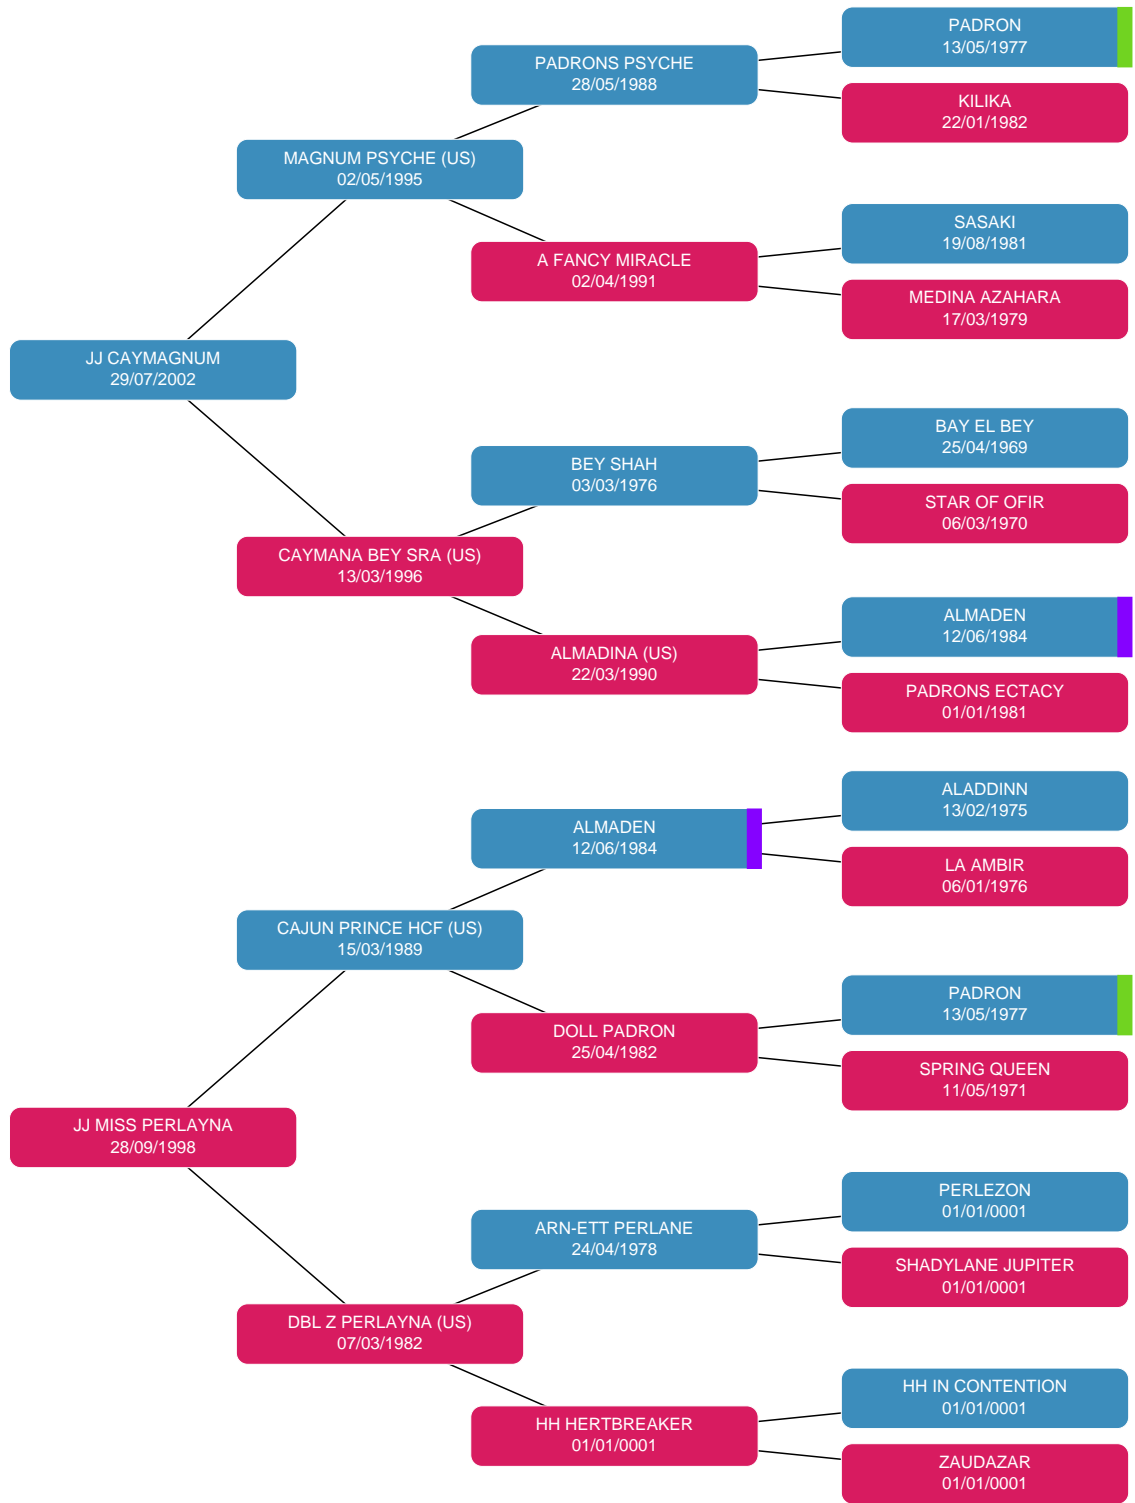 PADRON
13/05/1977
PADRONS PSYCHE
28/05/1988
KILIKA
22/01/1982
MAGNUM PSYCHE (US)
02/05/1995
SASAKI
19/08/1981
A FANCY MIRACLE
02/04/1991
MEDINA AZAHARA
17/03/1979
JJ CAYMAGNUM
29/07/2002
BAY EL BEY
25/04/1969
BEY SHAH
03/03/1976
STAR OF OFIR
06/03/1970
CAYMANA BEY SRA (US)
13/03/1996
ALMADEN
12/06/1984
ALMADINA (US)
22/03/1990
PADRONS ECTACY
01/01/1981
ALADDINN
13/02/1975
ALMADEN
12/06/1984
LA AMBIR
06/01/1976
CAJUN PRINCE HCF (US)
15/03/1989
PADRON
13/05/1977
DOLL PADRON
25/04/1982
SPRING QUEEN
11/05/1971
JJ MISS PERLAYNA
28/09/1998
PERLEZON
01/01/0001
ARN-ETT PERLANE
24/04/1978
SHADYLANE JUPITER
01/01/0001
DBL Z PERLAYNA (US)
07/03/1982
HH IN CONTENTION
01/01/0001
HH HERTBREAKER
01/01/0001
ZAUDAZAR
01/01/0001